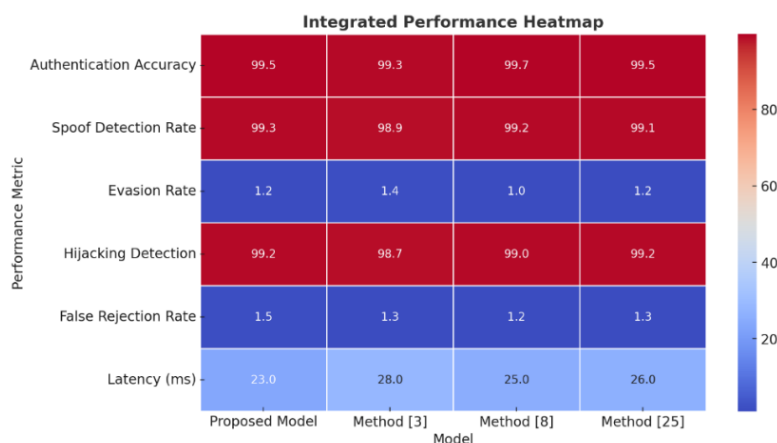 Integrated Performance Heatmap
Performance Metric
Authentication Accuracy 99.5 99.3 99.7 99.5
Spoof Detection Rate 99.3 98.9 99.2 99.1
Evasion Rate 1.2 1.4 1.0 1.2
Hijacking Detection 99.2 98.7 99.0 99.2
False Rejection Rate 1.5 1.3 1.2 1.3
Latency (ms) 23.0 28.0 25.0 26.0
Proposed Model Method [3] Method [8] Method [25]
Model
80
60
40
20